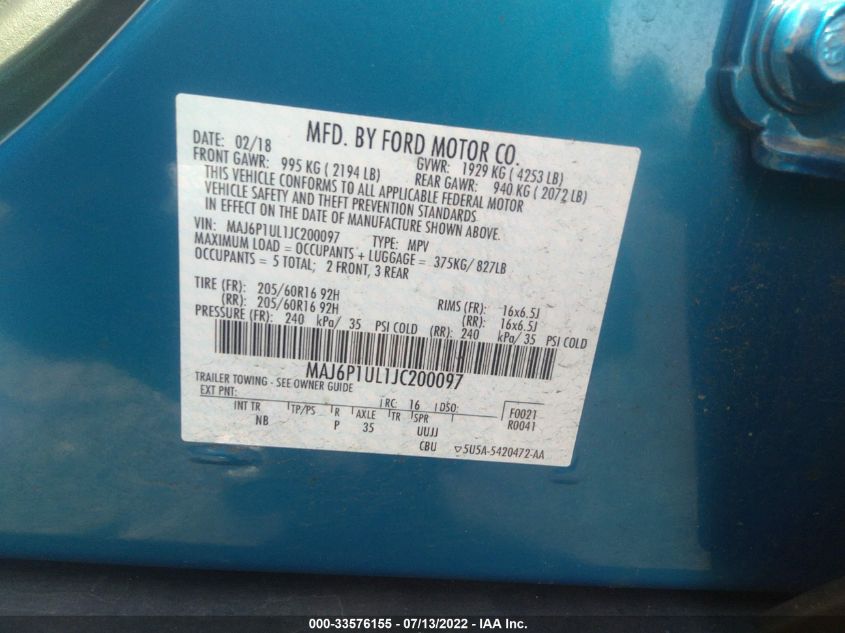 MFD. BY FORD MOTOR CO.
DATE: 02/18 GVWR: 1929 KG ( 4253 LB)
FRONT GAWR: 995 KG ( 2194 LB) REAR GAWR: 940 KG ( 2072 LB)
THIS VEHICLE CONFORMS TO ALL APPLICABLE FEDERAL MOTOR
VEHICLE SAFETY AND THEFT PREVENTION STANDARDS
IN EFFECT ON THE DATE OF MANUFACTURE SHOWN ABOVE.
VIN: MAJ6P1UL1JC200097 TYPE: MPV
MAXIMUM LOAD = OCCUPANTS + LUGGAGE = 375KG/ 827LB
OCCUPANTS = 5 TOTAL; 2 FRONT, 3 REAR
TIRE (FR): 205/60R16 92H RIMS (FR): 16x6.5J
(RR): 205/60R16 92H (RR): 16x6.5J
PRESSURE (FR): 240 kPa/ 35 PSI COLD (RR): 240 kPa/ 35 PSI COLD
MAJ6P1UL1JC200097
TRAILER TOWING - SEE OWNER GUIDE
EXT PNT: RC: 16 DSO: F0021
INT TR TP/PS R AXLE TR SPR R0041
NB P 35 UUJJ
CBU ▽5U5A-5420472-AA
000-33576155 - 07/13/2022 - IAA Inc.